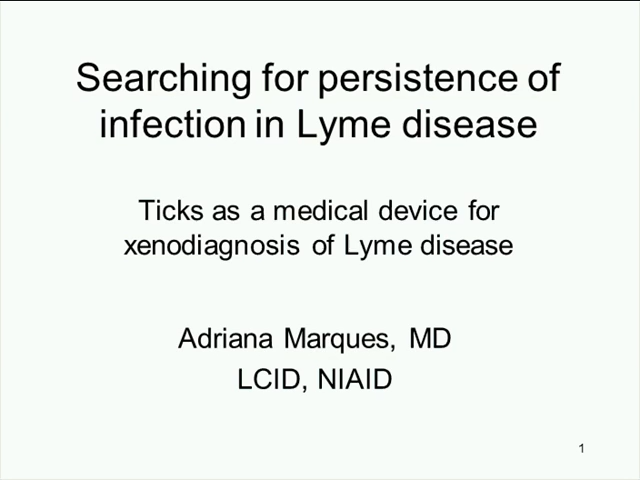 Searching for persistence of
infection in Lyme disease
Ticks as a medical device for
xenodiagnosis of Lyme disease
Adriana Marques, MD
LCID, NIAID
1